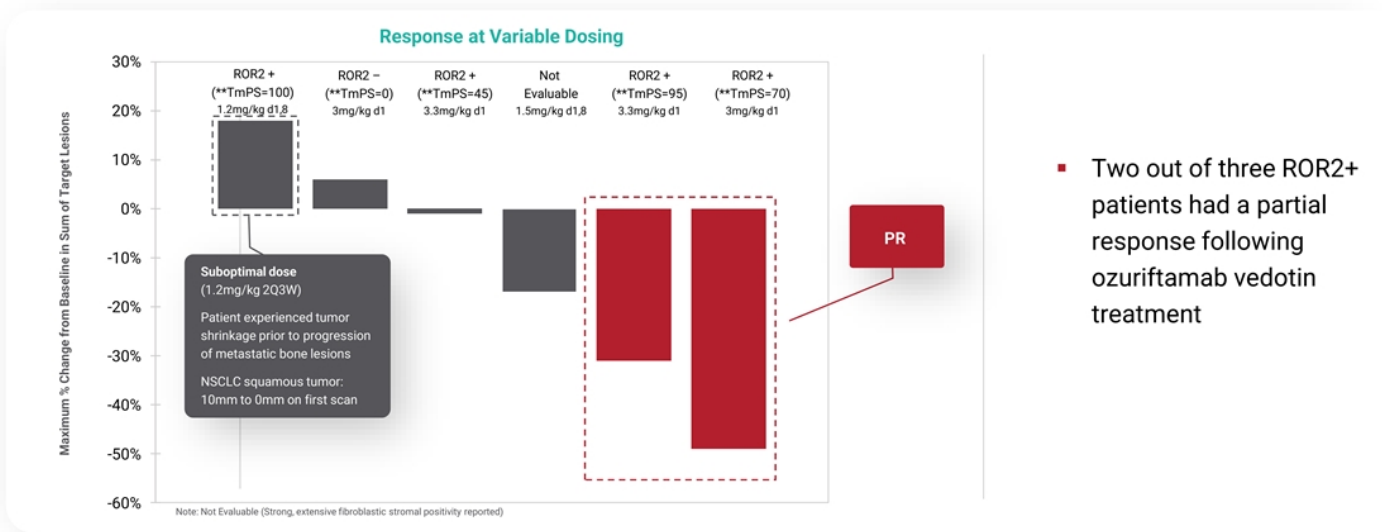 Response at Variable Dosing
Maximum % Change from Baseline in Sum of Target Lesions
30%
20%
10%
0%
-10%
-20%
-30%
-40%
-50%
-60%
ROR2 +
(**TmPS=100)
1.2mg/kg d1,8
ROR2 –
(**TmPS=0)
3mg/kg d1
ROR2 +
(**TmPS=45)
3.3mg/kg d1
Not
Evaluable
1.5mg/kg d1,8
ROR2 +
(**TmPS=95)
3.3mg/kg d1
ROR2 +
(**TmPS=70)
3mg/kg d1
Suboptimal dose
(1.2mg/kg 2Q3W)
Patient experienced tumor
shrinkage prior to progression
of metastatic bone lesions
NSCLC squamous tumor:
10mm to 0mm on first scan
PR
Note: Not Evaluable (Strong, extensive fibroblastic stromal positivity reported)
▪ Two out of three ROR2+
patients had a partial
response following
ozuriftamab vedotin
treatment